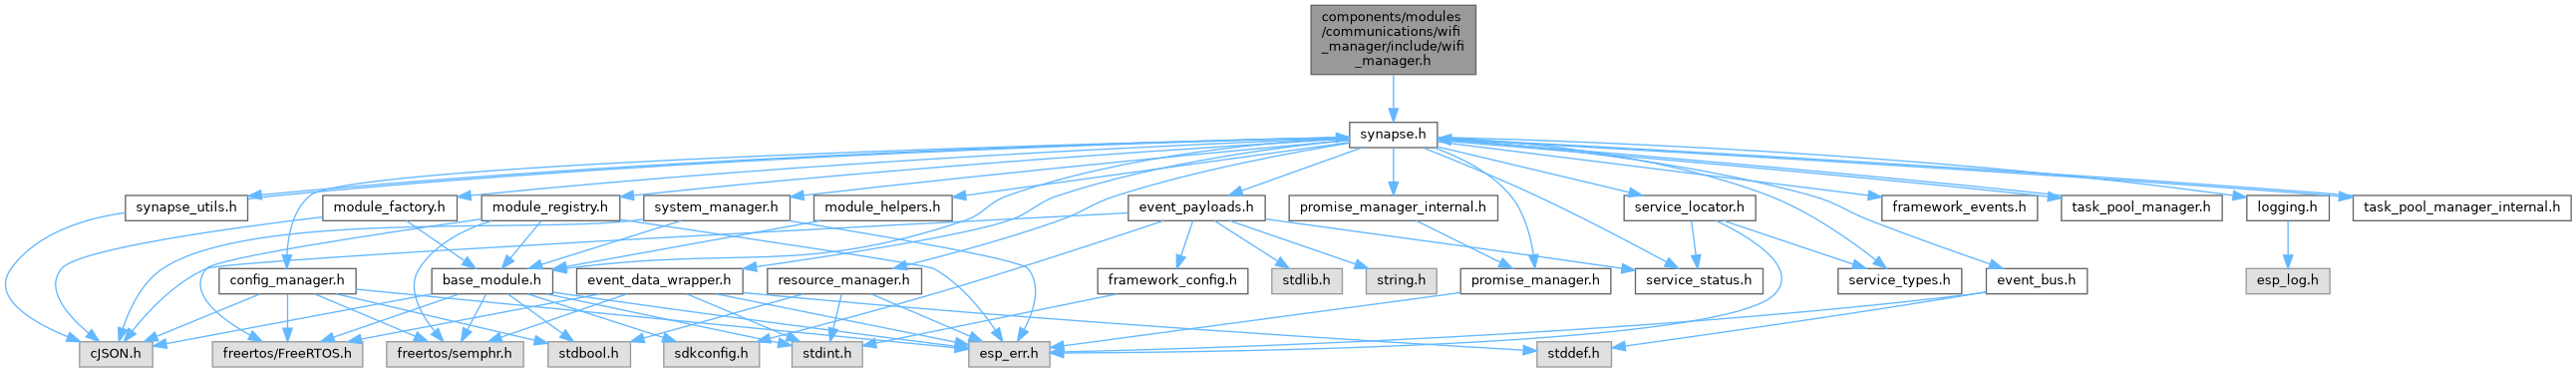 components/modules
/communications/wifi
_manager/include/wifi
_manager.h
synapse.h
synapse_utils.h
module_factory.h
module_registry.h
system_manager.h
module_helpers.h
event_payloads.h
promise_manager_internal.h
service_locator.h
framework_events.h
task_pool_manager.h
logging.h
task_pool_manager_internal.h
config_manager.h
base_module.h
event_data_wrapper.h
resource_manager.h
framework_config.h
stdlib.h
string.h
promise_manager.h
service_status.h
service_types.h
event_bus.h
esp_log.h
cJSON.h
freertos/FreeRTOS.h
freertos/semphr.h
stdbool.h
sdkconfig.h
stdint.h
esp_err.h
stddef.h